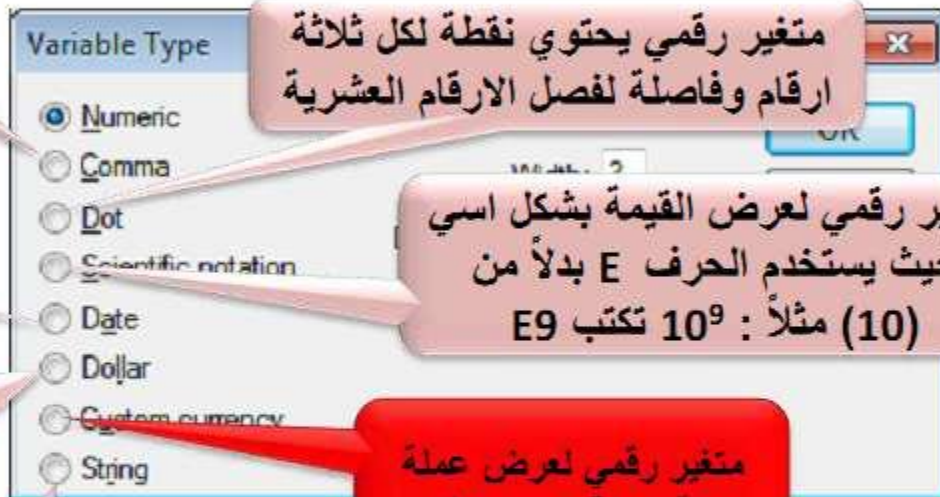 Variable Type
متغير رقمي يحتوي نقطة لكل ثلاثة
ارقام وفاصلة لفصل الارقام العشرية
Numeric
Comma
Dot
Scientific notation
Date
Dollar
Custom currency
String
OK
رقمي لعرض القيمة بشكل اسي
يستخدم الحرف E بدلاً من
(10) مثلاً : 10⁹ تكتب E9
متغير رقمي لعرض عملة